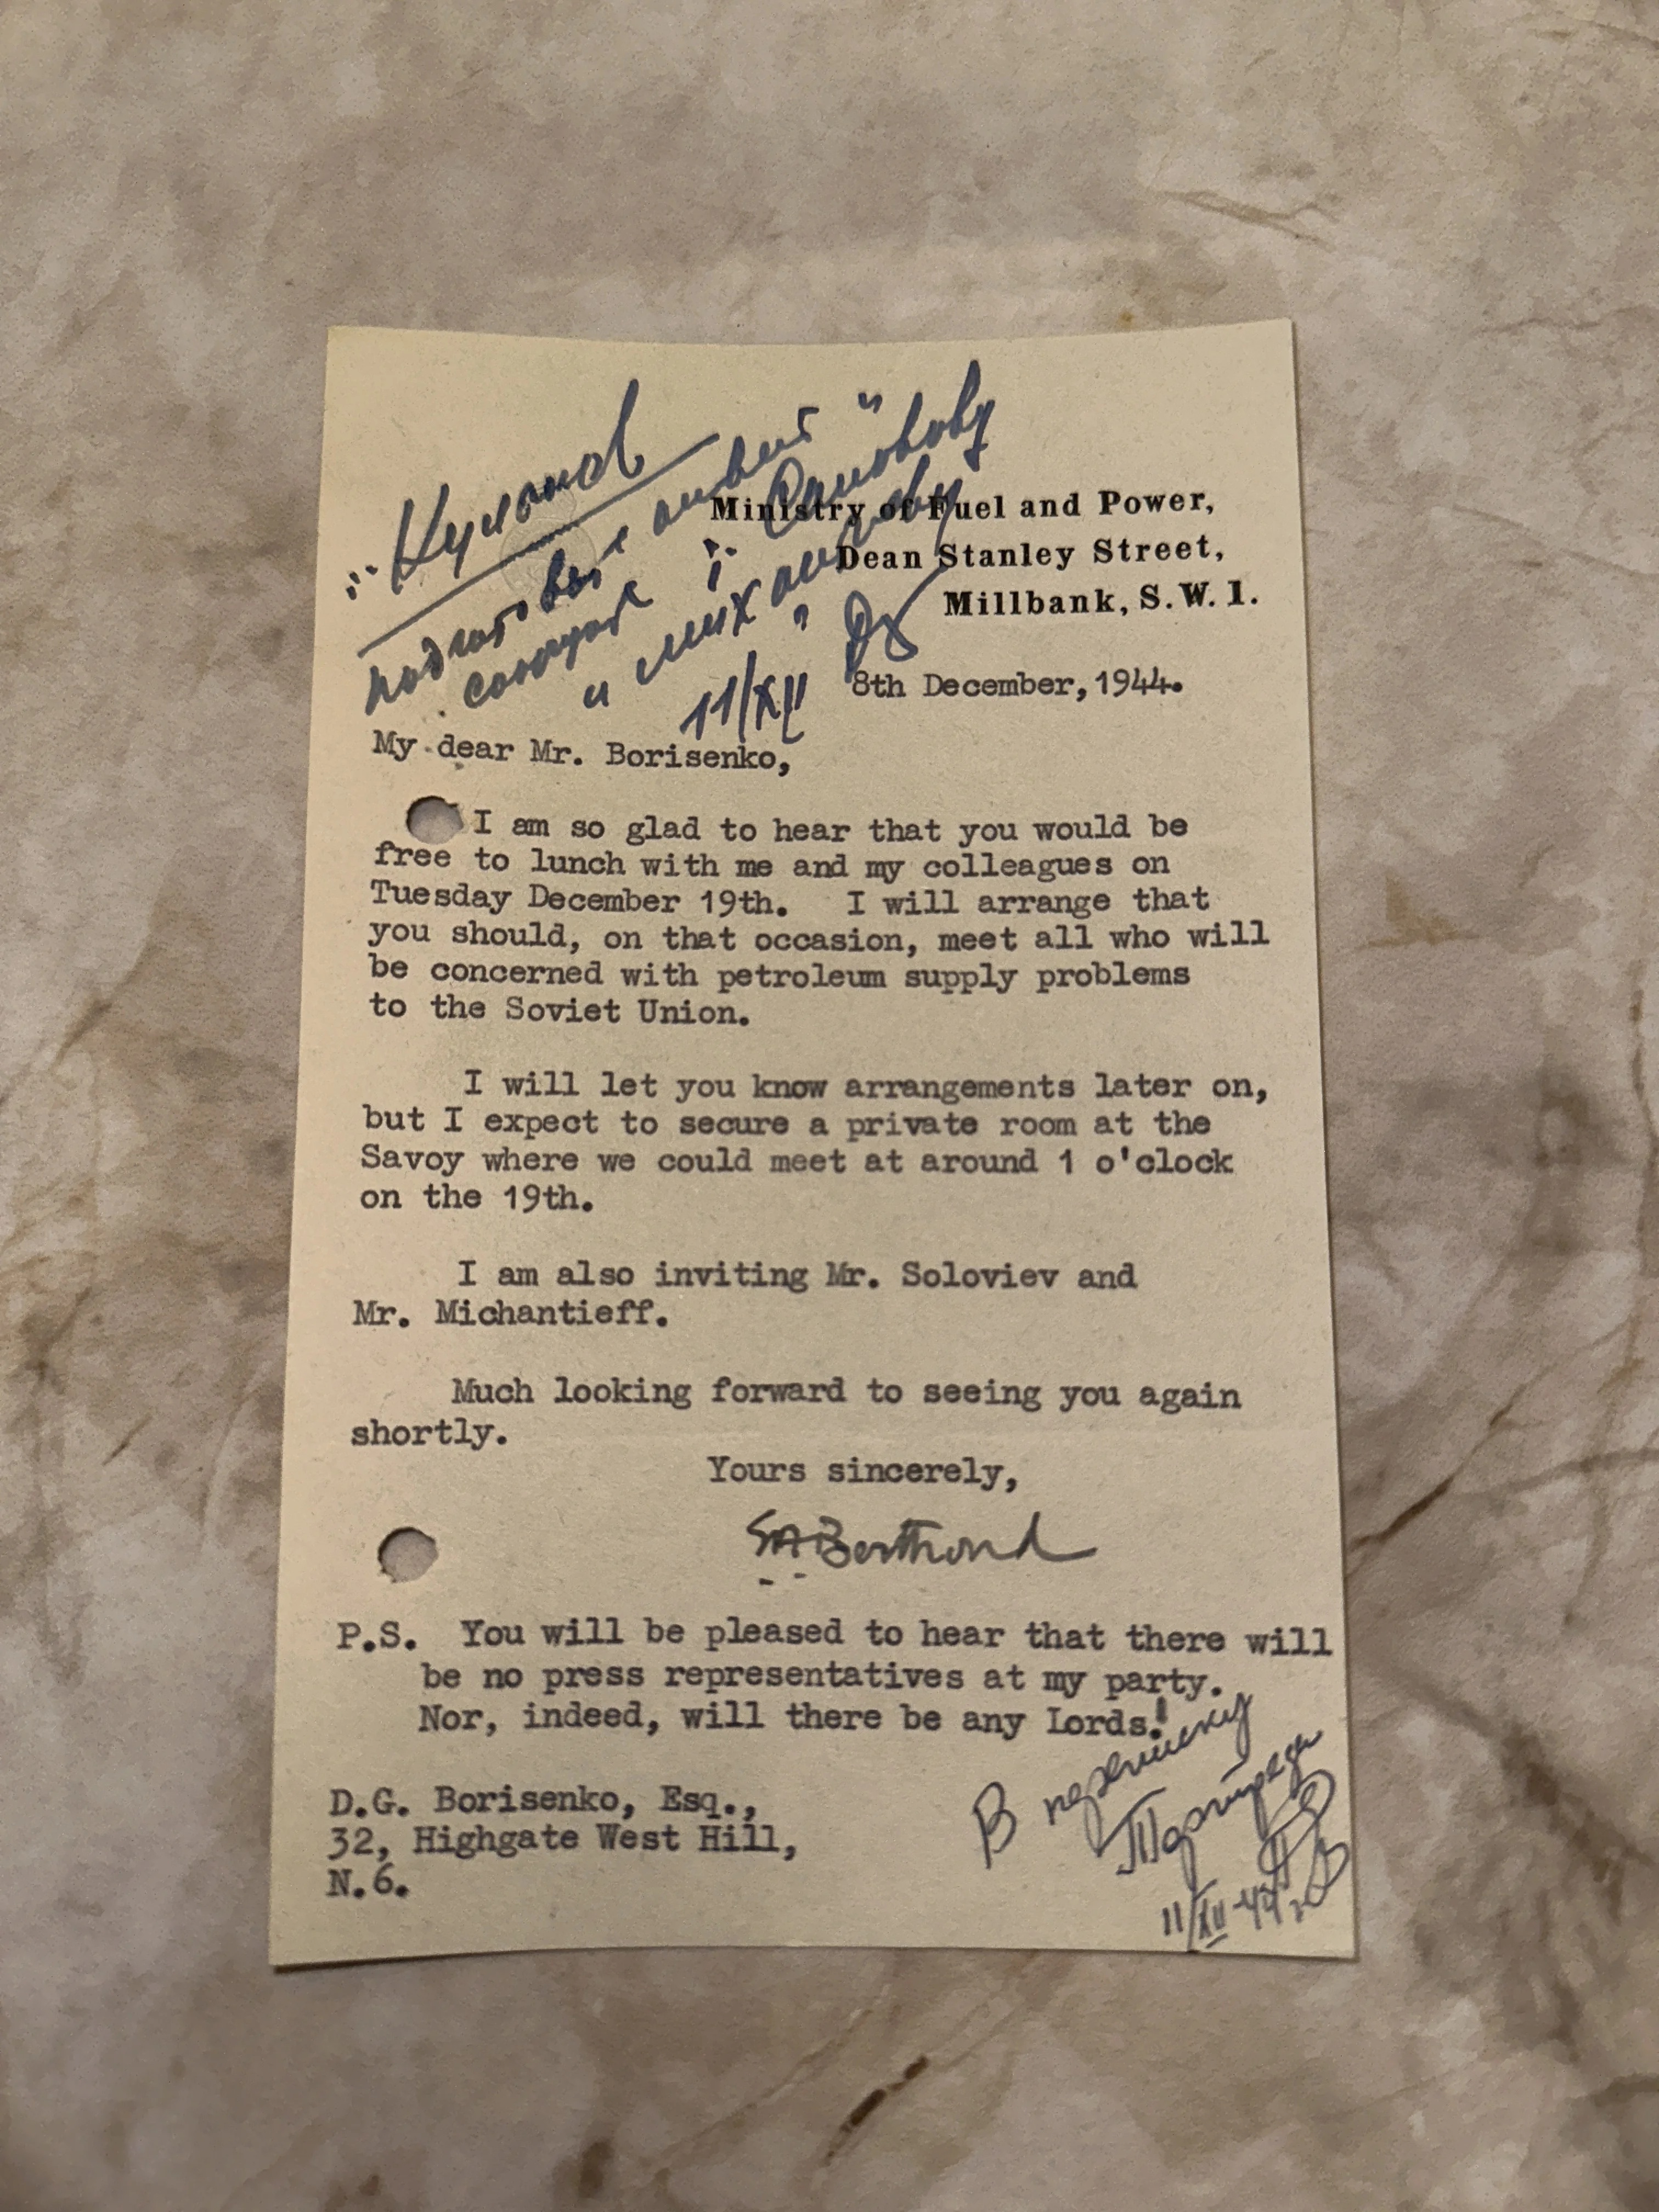 подготовьте ответ и
Соловьеву
и Михантьеву
11/XII
Ministry of Fuel and Power,
Dean Stanley Street,
Millbank, S.W.1.
8th December, 1944.
My dear Mr. Borisenko,
I am so glad to hear that you would be
free to lunch with me and my colleagues on
Tuesday December 19th. I will arrange that
you should, on that occasion, meet all who will
be concerned with petroleum supply problems
to the Soviet Union.
I will let you know arrangements later on,
but I expect to secure a private room at the
Savoy where we could meet at around 1 o'clock
on the 19th.
I am also inviting Mr. Soloviev and
Mr. Michantieff.
Much looking forward to seeing you again
shortly.
Yours sincerely,
Berthoud
P.S. You will be pleased to hear that there will
be no press representatives at my party.
Nor, indeed, will there be any Lords!
В переписку
Торгпреда
11/XII-44г
D.G. Borisenko, Esq.,
32, Highgate West Hill,
N.6.